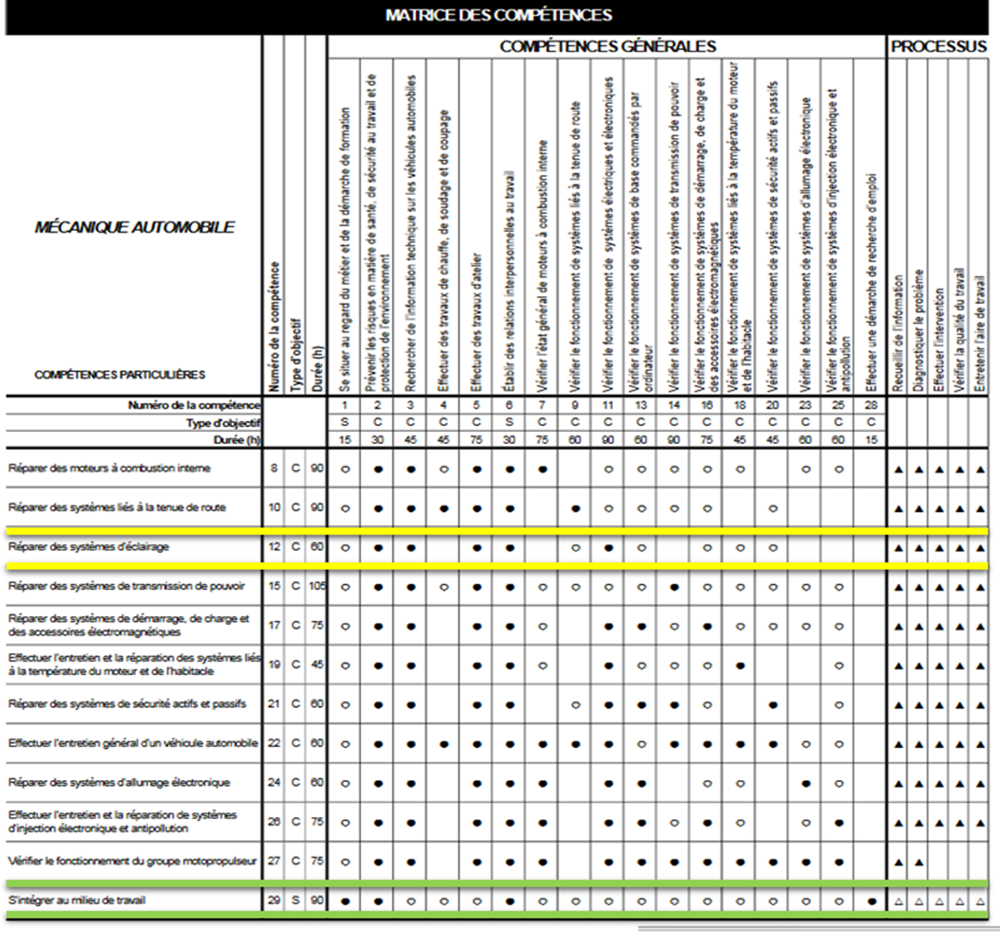 MATRICE DES COMPÉTENCES
COMPÉTENCES GÉNÉRALES
PROCESSUS
MÉCANIQUE AUTOMOBILE
COMPÉTENCES PARTICULIÈRES
Numéro de la compétence
Type d'objectif
Durée (h)
Se situer au regard du métier et de la démarche de formation
Prévenir les risques en matière de santé, de sécurité au travail et de
protection de l'environnement
Rechercher de l'information technique sur les véhicules automobiles
Effectuer des travaux de chauffe, de soudage et de coupage
Effectuer des travaux d'atelier
Établir des relations interpersonnelles au travail
Vérifier l'état général de moteurs à combustion interne
Vérifier le fonctionnement de systèmes liés à la tenue de route
Vérifier le fonctionnement de systèmes électriques et électroniques
Vérifier le fonctionnement de systèmes de base commandés par
ordinateur
Vérifier le fonctionnement de systèmes de transmission de pouvoir
Vérifier le fonctionnement de systèmes de démarrage, de charge et
des accessoires électromagnétiques
Vérifier le fonctionnement de systèmes liés à la température du moteur
et de l'habitacle
Vérifier le fonctionnement de systèmes de sécurité actifs et passifs
Vérifier le fonctionnement de systèmes d'allumage électronique
Vérifier le fonctionnement de systèmes d'injection électronique et
antipollution
Effectuer une démarche de recherche d'emploi
Recueillir de l'information
Diagnostiquer le problème
Effectuer l'intervention
Vérifier la qualité du travail
Entretenir l'aire de travail
Numéro de la compétence 1 2 3 4 5 6 7 9 11 13 14 16 18 20 23 25 28
Type d'objectif S C C C C S C C C C C C C C C C C
Durée (h) 15 30 45 45 75 30 75 60 90 60 90 75 45 45 60 60 15
Réparer des moteurs à combustion interne 8 C 90
Réparer des systèmes liés à la tenue de route 10 C 90
Réparer des systèmes d'éclairage 12 C 60
Réparer des systèmes de transmission de pouvoir 15 C 105
Réparer des systèmes de démarrage, de charge et
des accessoires électromagnétiques 17 C 75
Effectuer l'entretien et la réparation des systèmes liés
à la température du moteur et de l'habitacle 19 C 45
Réparer des systèmes de sécurité actifs et passifs 21 C 60
Effectuer l'entretien général d'un véhicule automobile 22 C 60
Réparer des systèmes d'allumage électronique 24 C 60
Effectuer l'entretien et la réparation de systèmes
d'injection électronique et antipollution 26 C 75
Vérifier le fonctionnement du groupe motopropulseur 27 C 75
S'intégrer au milieu de travail 29 S 90